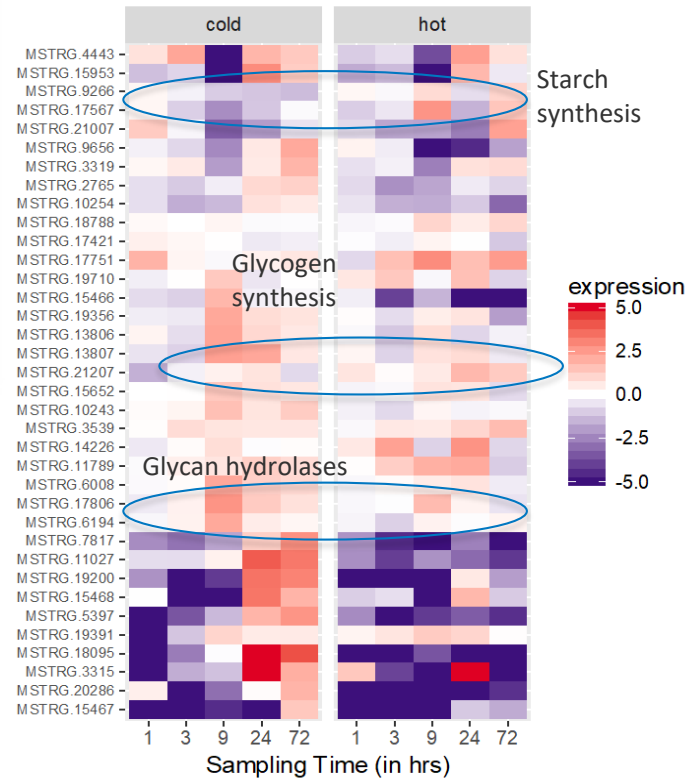 cold hot
MSTRG.4443
MSTRG.15953
MSTRG.9266
MSTRG.17567
MSTRG.21007
MSTRG.9656
MSTRG.3319
MSTRG.2765
MSTRG.10254
MSTRG.18788
MSTRG.17421
MSTRG.17751
MSTRG.19710
MSTRG.15466
MSTRG.19356
MSTRG.13806
MSTRG.13807
MSTRG.21207
MSTRG.15652
MSTRG.10243
MSTRG.3539
MSTRG.14226
MSTRG.11789
MSTRG.6008
MSTRG.17806
MSTRG.6194
MSTRG.7817
MSTRG.11027
MSTRG.19200
MSTRG.15468
MSTRG.5397
MSTRG.19391
MSTRG.18095
MSTRG.3315
MSTRG.20286
MSTRG.15467
Starch
synthesis
Glycogen
synthesis
Glycan hydrolases
1 3 9 24 72 1 3 9 24 72
Sampling Time (in hrs)
expression
5.0
2.5
0.0
-2.5
-5.0